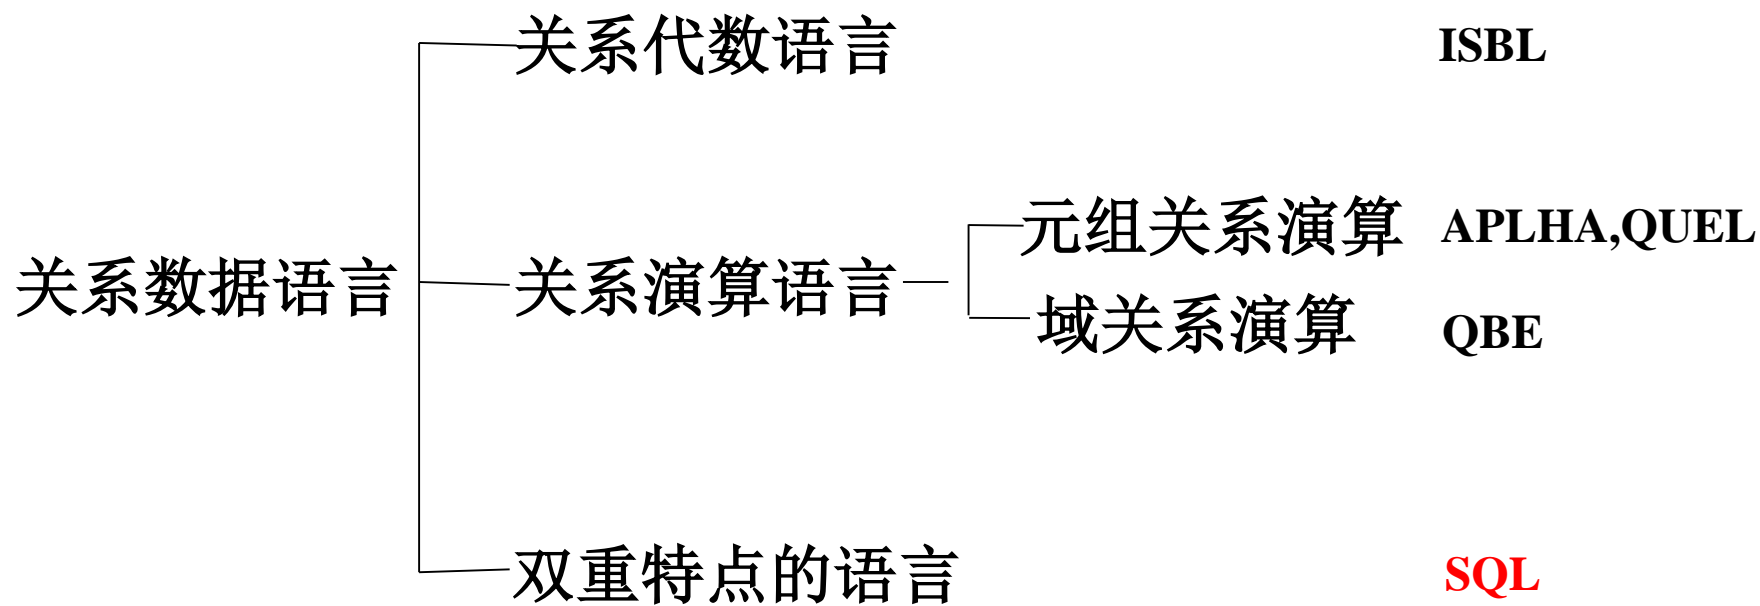 关系代数语言 ISBL
元组关系演算 APLHA,QUEL
关系数据语言 关系演算语言
域关系演算 QBE
双重特点的语言 SQL